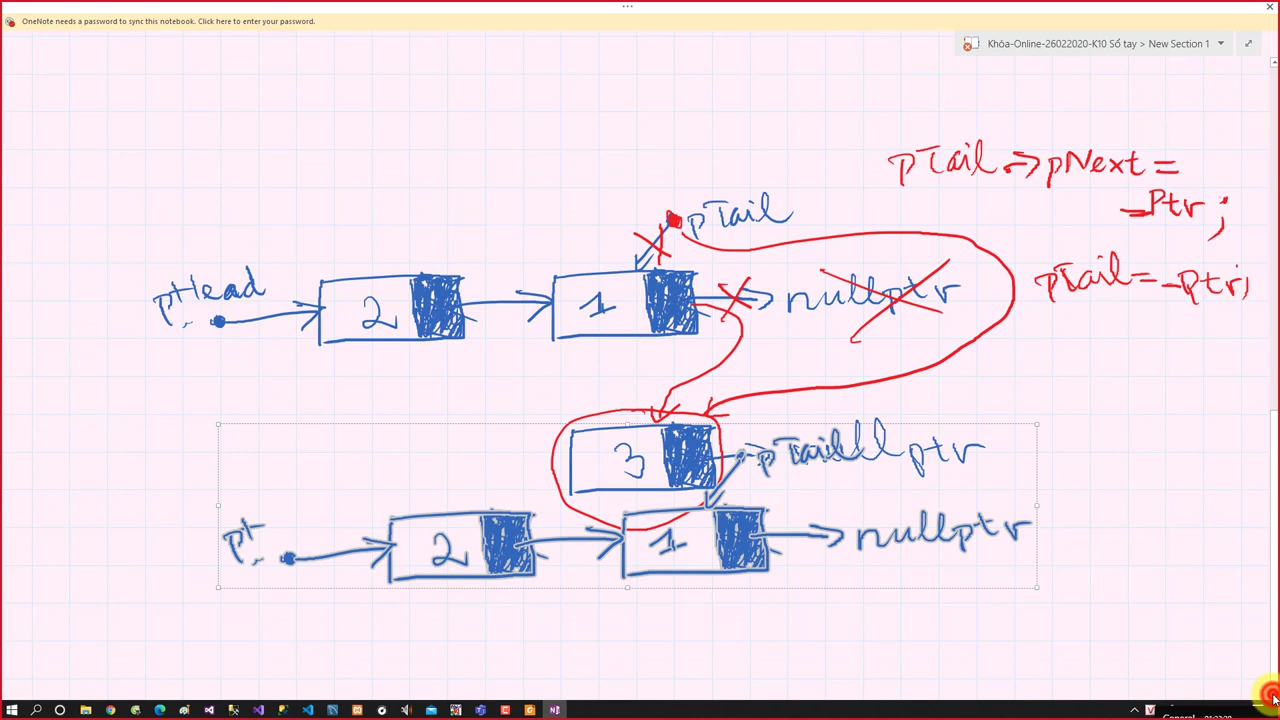 OneNote needs a password to sync this notebook. Click here to enter your password.
Khóa-Online-26022020-K10 Sổ tay > New Section 1
pTail → pNext =
_Ptr ;
pTail
pHead
2
1
nullptr
pTail = _Ptr ;
3
pTail
ptr
2
1
nullptr